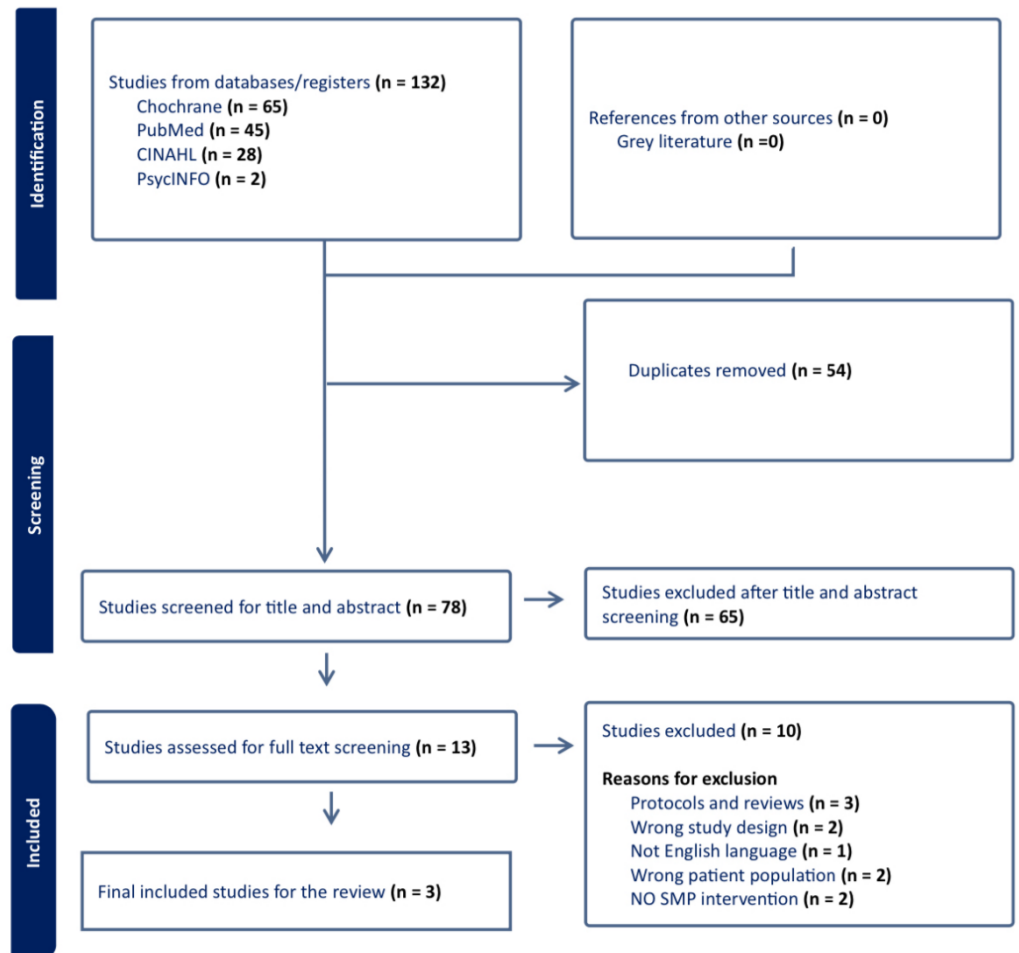 Identification
Studies from databases/registers (n = 132)
Chochrane (n = 65)
PubMed (n = 45)
CINAHL (n = 28)
PsycINFO (n = 2)
References from other sources (n = 0)
Grey literature (n =0)
Screening
Duplicates removed (n = 54)
Studies screened for title and abstract (n = 78)
Studies excluded after title and abstract
screening (n = 65)
Included
Studies assessed for full text screening (n = 13)
Studies excluded (n = 10)
Reasons for exclusion
Protocols and reviews (n = 3)
Wrong study design (n = 2)
Not English language (n = 1)
Wrong patient population (n = 2)
NO SMP intervention (n = 2)
Final included studies for the review (n = 3)